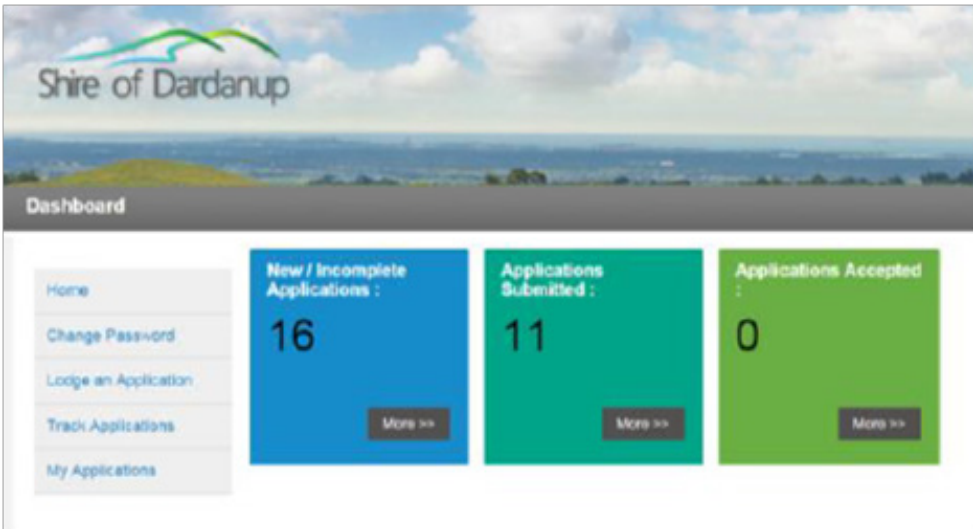 Shire of Dardanup
Dashboard
Home
Change Password
Lodge an Application
Track Applications
My Applications
New / Incomplete
Applications :
16
More >>
Applications
Submitted :
11
More >>
Applications Accepted
:
0
More >>